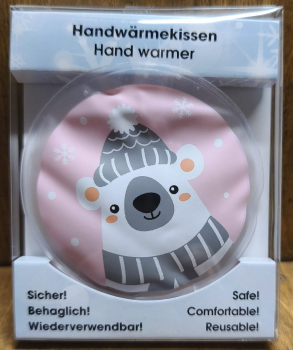 Handwärmekissen
Hand warmer
Sicher!
Behaglich!
Wiederverwendbar!
Safe!
Comfortable!
Reusable!